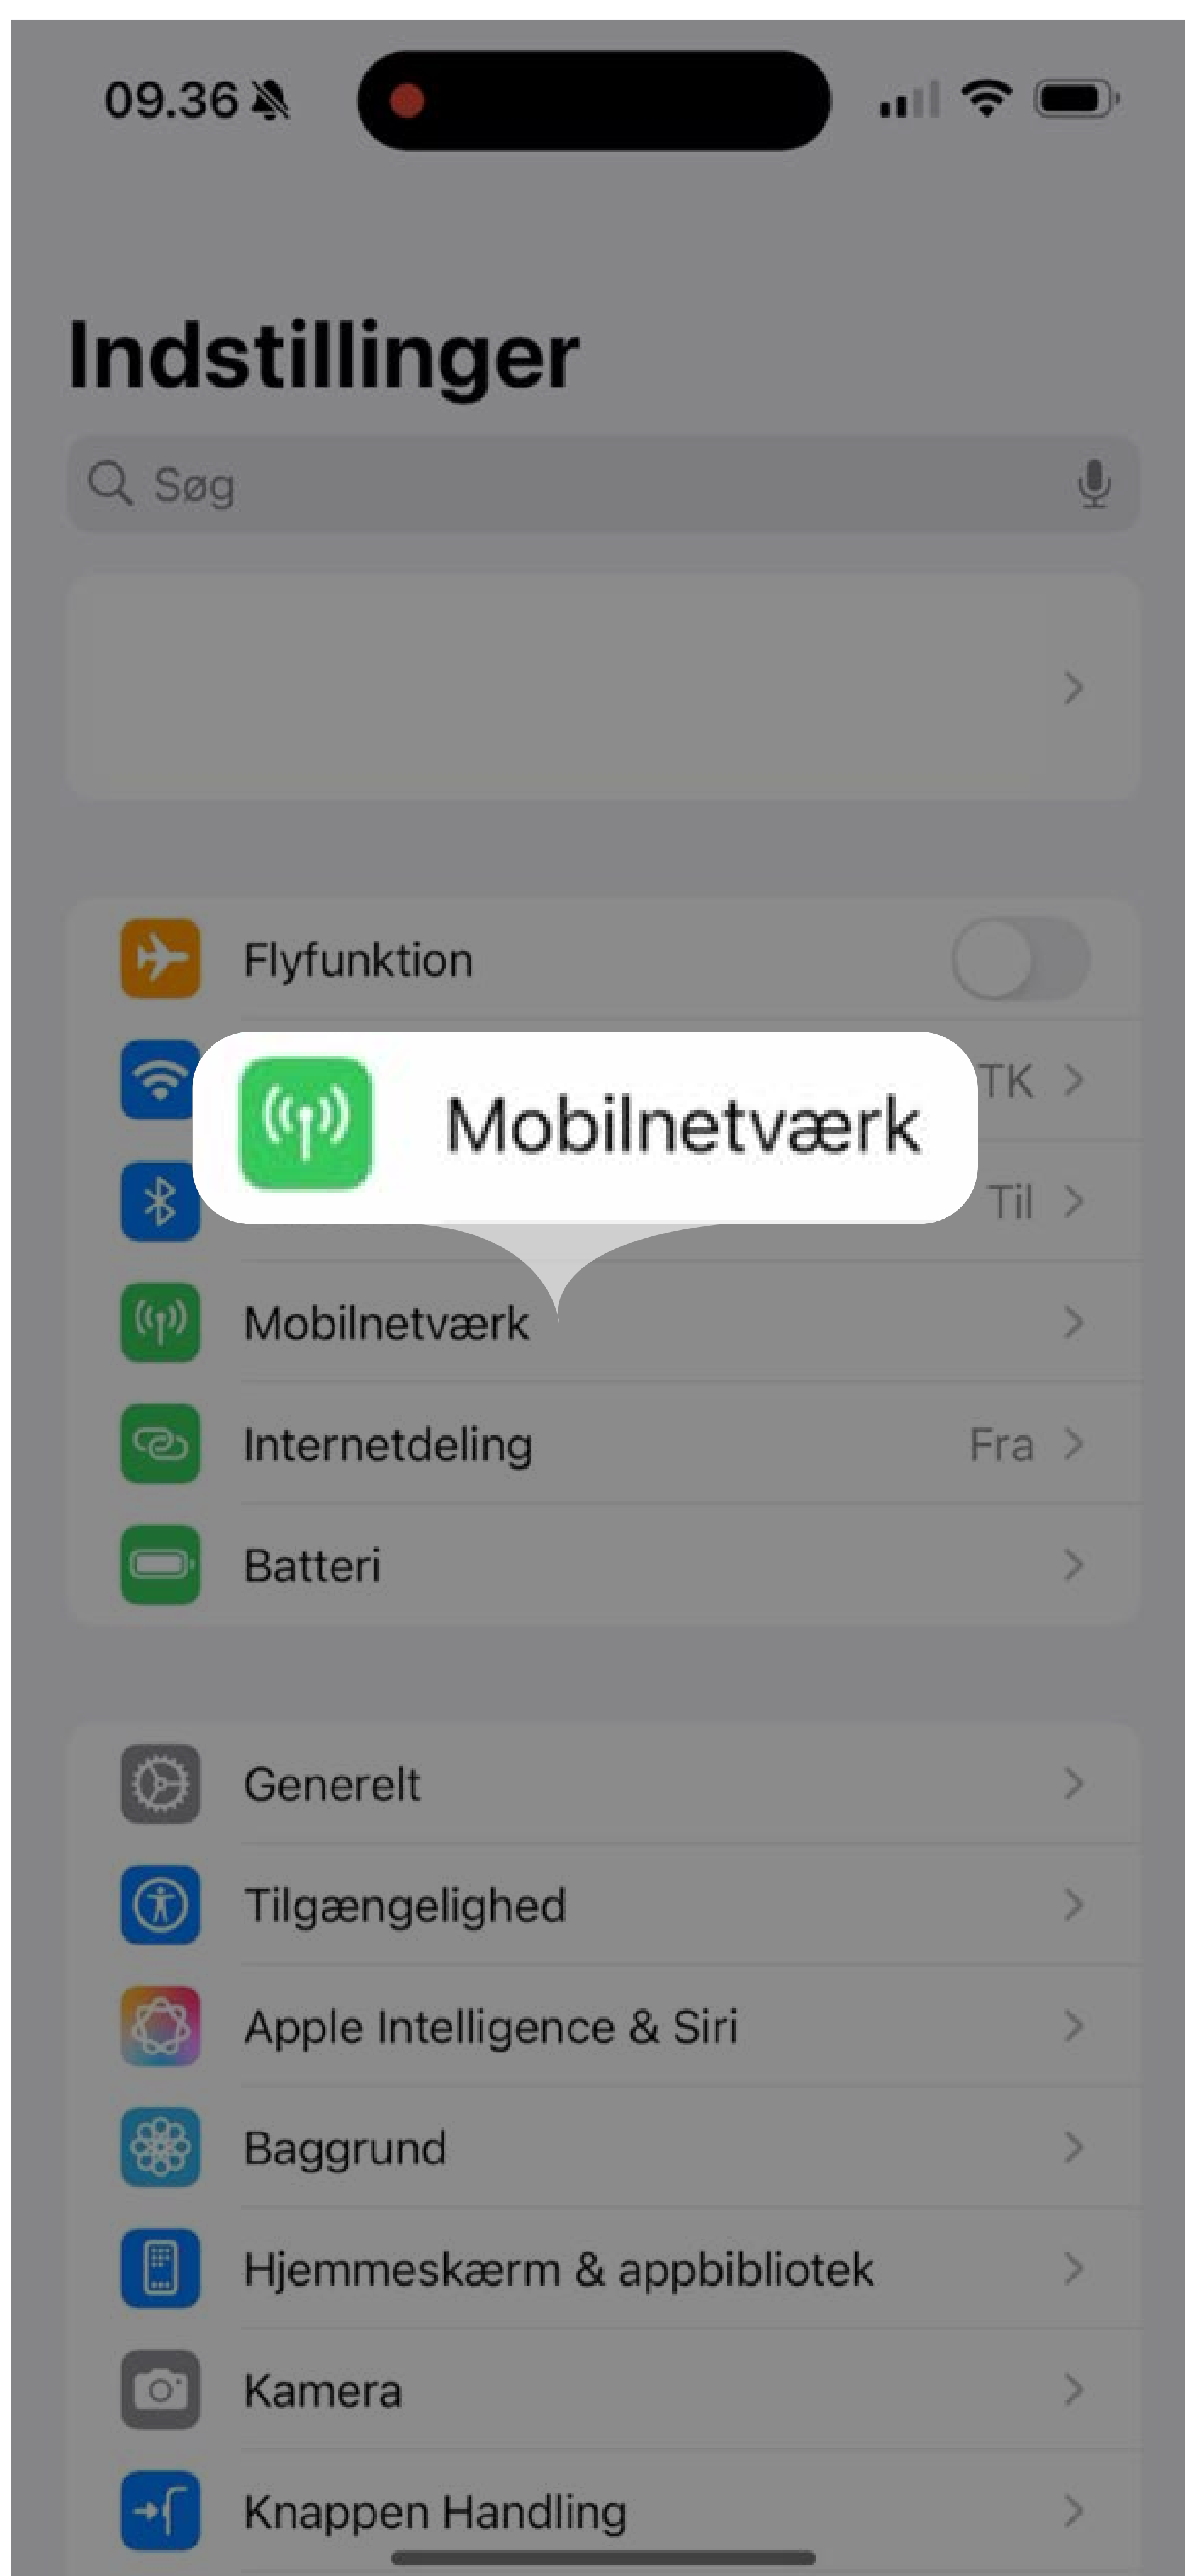 09.36
Indstillinger
Søg
Flyfunktion
Mobilnetværk
TK
Til
Mobilnetværk
Internetdeling
Fra
Batteri
Generelt
Tilgængelighed
Apple Intelligence & Siri
Baggrund
Hjemmeskærm & appbibliotek
Kamera
Knappen Handling